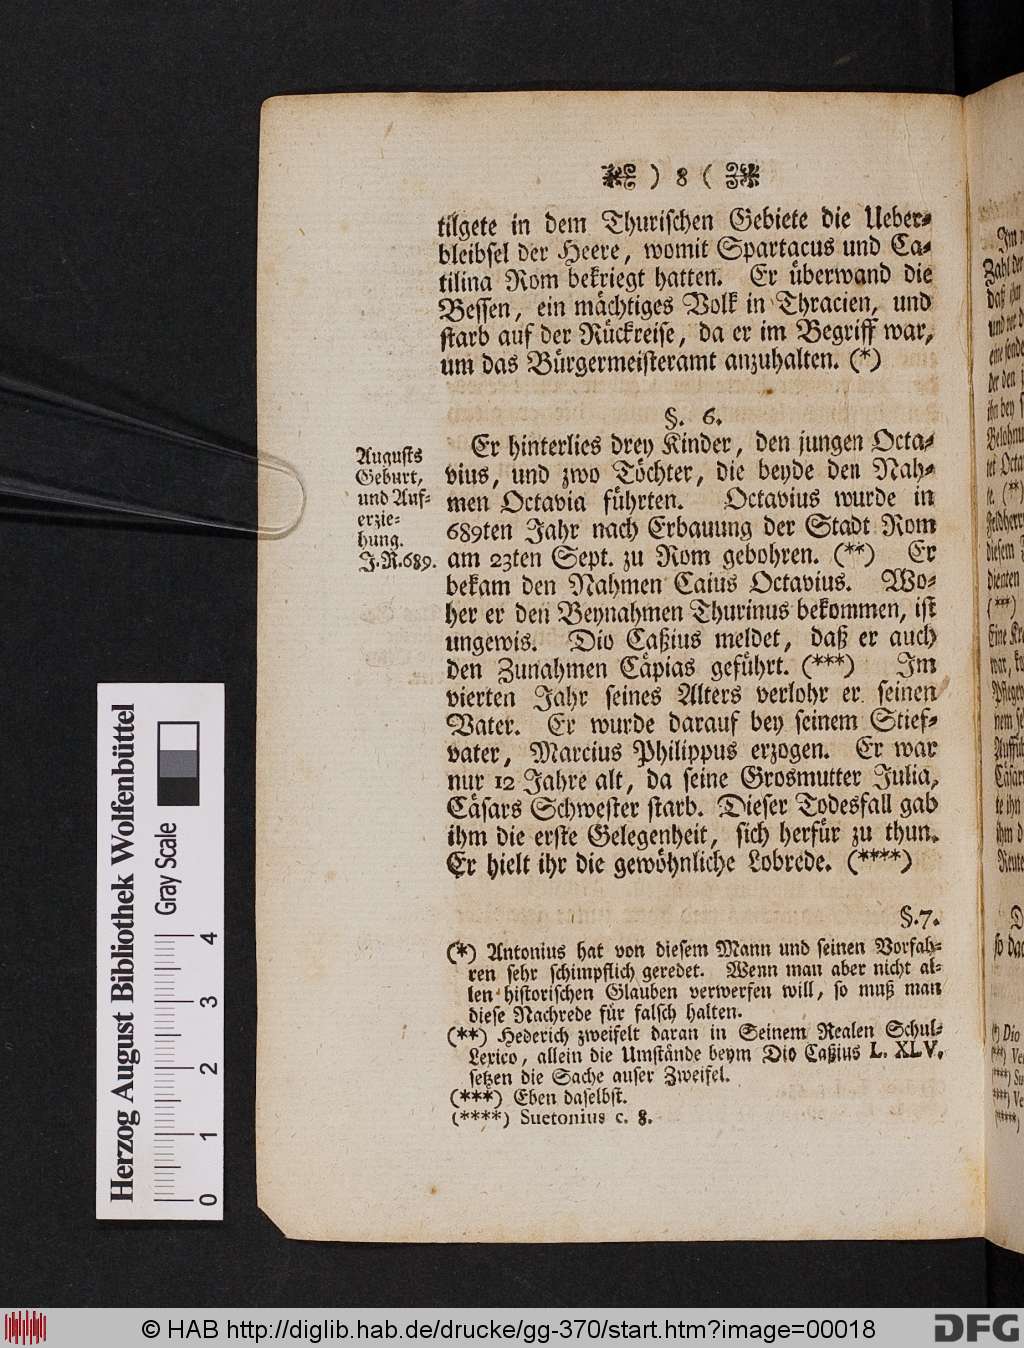 ) 8 (
tilgete in dem Thurischen Gebiete die Ueber-
bleibsel der Heere, womit Spartacus und Ca-
tilina Rom bekriegt hatten. Er überwand die
Bessen, ein mächtiges Volk in Thracien, und
starb auf der Rückreise, da er im Begriff war,
um das Bürgermeisteramt anzuhalten. (*)
§. 6.
Augusts
Geburt,
und Auf-
erzie-
hung.
J.R.689.
Er hinterlies drey Kinder, den jungen Octa-
vius, und zwo Töchter, die beyde den Nah-
men Octavia führten. Octavius wurde in
689ten Jahr nach Erbauung der Stadt Rom
am 23ten Sept. zu Rom gebohren. (**) Er
bekam den Nahmen Caius Octavius. Wo-
her er den Beynahmen Thurinus bekommen, ist
ungewis. Dio Caßius meldet, daß er auch
den Zunahmen Cäpias geführt. (***) Im
vierten Jahr seines Alters verlohr er seinen
Vater. Er wurde darauf bey seinem Stief-
vater, Marcius Philippus erzogen. Er war
nur 12 Jahre alt, da seine Grosmutter Julia,
Cäsars Schwester starb. Dieser Todesfall gab
ihm die erste Gelegenheit, sich herfür zu thun.
Er hielt ihr die gewöhnliche Lobrede. (****)
§.7.
(*) Antonius hat von diesem Mann und seinen Vorfah-
ren sehr schimpflich geredet. Wenn man aber nicht al-
len historischen Glauben verwerfen will, so muß man
diese Nachrede für falsch halten.
(**) Hederich zweifelt daran in Seinem Realen Schul-
Lexico, allein die Umstände beym Dio Caßius L. XLV.
setzen die Sache auser Zweifel.
(***) Eben daselbst.
(****) Suetonius c. 8.
Herzog August Bibliothek Wolfenbüttel
Gray Scale
0 1 2 3 4
© HAB http://diglib.hab.de/drucke/gg-370/start.htm?image=00018
DFG